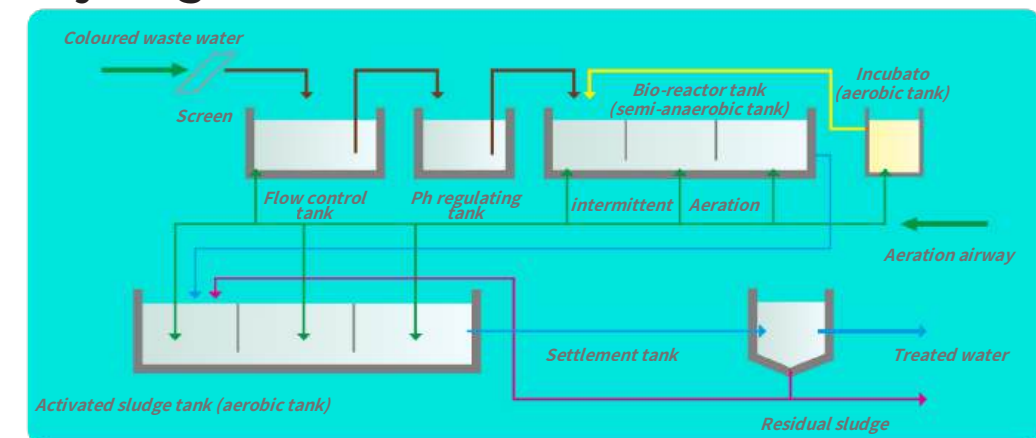 Coloured waste water
Screen
Bio-reactor tank
(semi-anaerobic tank)
Incubato
(aerobic tank)
Flow control
tank
Ph regulating
tank
intermittent
Aeration
Aeration airway
Settlement tank
Treated water
Activated sludge tank (aerobic tank)
Residual sludge